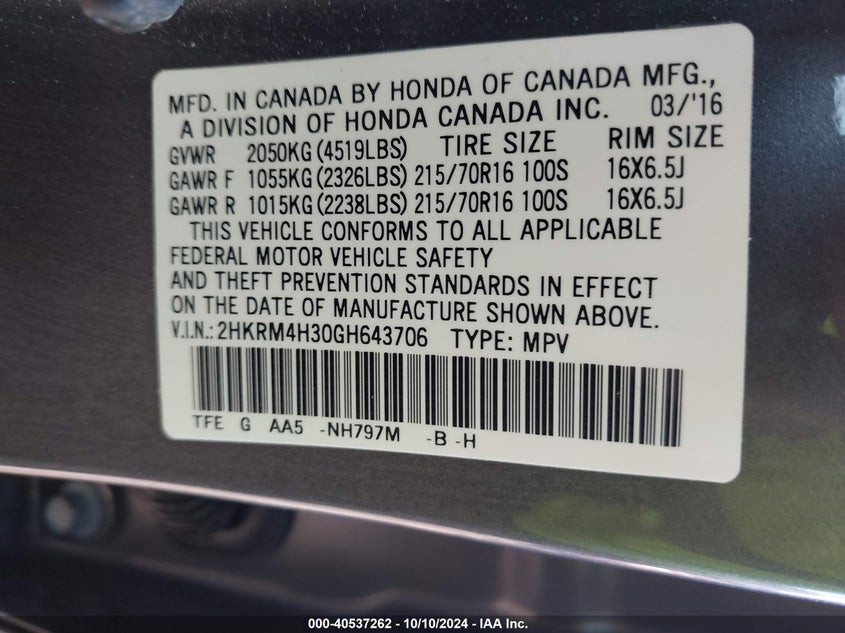 MFD. IN CANADA BY HONDA OF CANADA MFG.,
A DIVISION OF HONDA CANADA INC. 03/'16
GVWR 2050KG (4519LBS) TIRE SIZE RIM SIZE
GAWR F 1055KG (2326LBS) 215/70R16 100S 16X6.5J
GAWR R 1015KG (2238LBS) 215/70R16 100S 16X6.5J
THIS VEHICLE CONFORMS TO ALL APPLICABLE
FEDERAL MOTOR VEHICLE SAFETY
AND THEFT PREVENTION STANDARDS IN EFFECT
ON THE DATE OF MANUFACTURE SHOWN ABOVE.
V.I.N.: 2HKRM4H30GH643706 TYPE: MPV
TFE G AA5 -NH797M -B -H
000-40537262 - 10/10/2024 - IAA Inc.